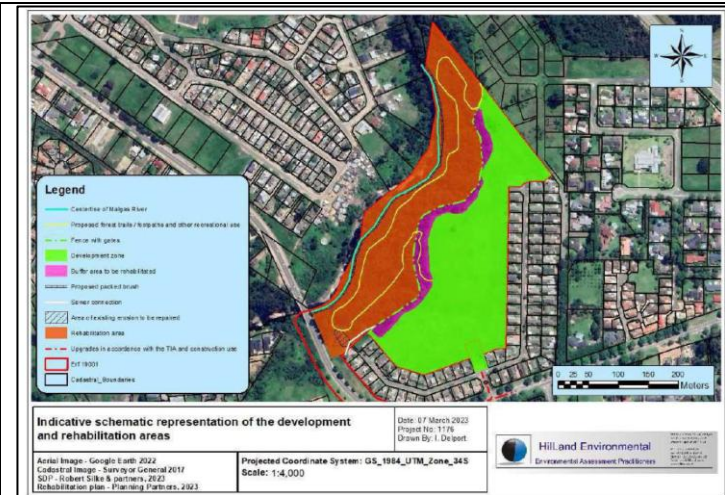 N
Legend
Centerline of Malgas River
Proposed forest trails / footpaths and other recreational use
Fence with gates
Development zone
Buffer area to be rehabilitated
Proposed packed brush
Sewer connection
Area of existing erosion to be repaired
Rehabilitation area
Upgrades in accordance with the TIA and construction use
Erf 19001
Cadastral_Boundaries
0 25 50 100 150 200
Meters
Indicative schematic representation of the development
and rehabilitation areas
Date: 07 March 2023
Project No: 1176
Drawn By: I. Delport
Aerial Image - Google Earth 2022
Cadastral Image - Surveyor General 2017
SDP - Robert Silke & partners, 2023
Rehabilitation plan - Planning Partners, 2023
Projected Coordinate System: GS_1984_UTM_Zone_34S
Scale: 1:4,000
HilLand Environmental
Environmental Assessment Practitioners